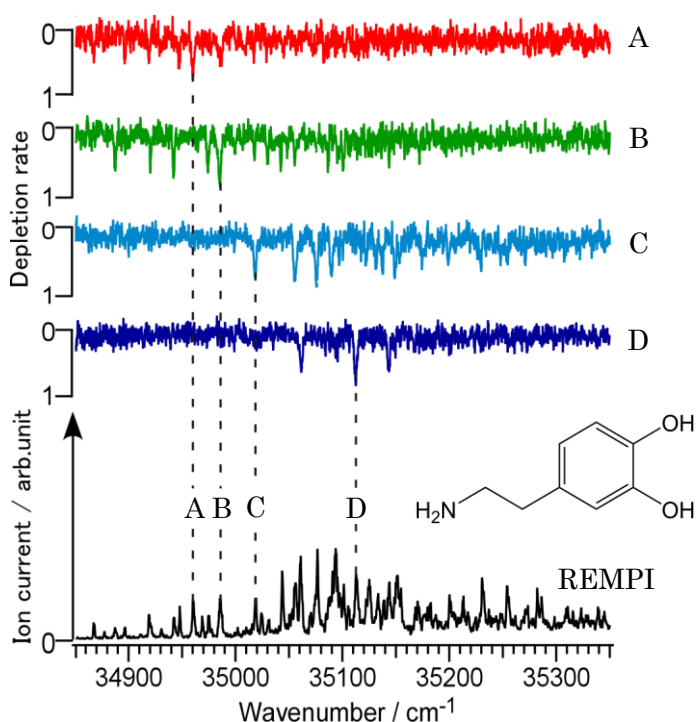 0
1
A
0
1
B
0
1
C
0
1
D
Depletion rate
OH
OH
H₂N
A B C D
REMPI
Ion current / arb.unit
0
34900 35000 35100 35200 35300
Wavenumber / cm⁻¹